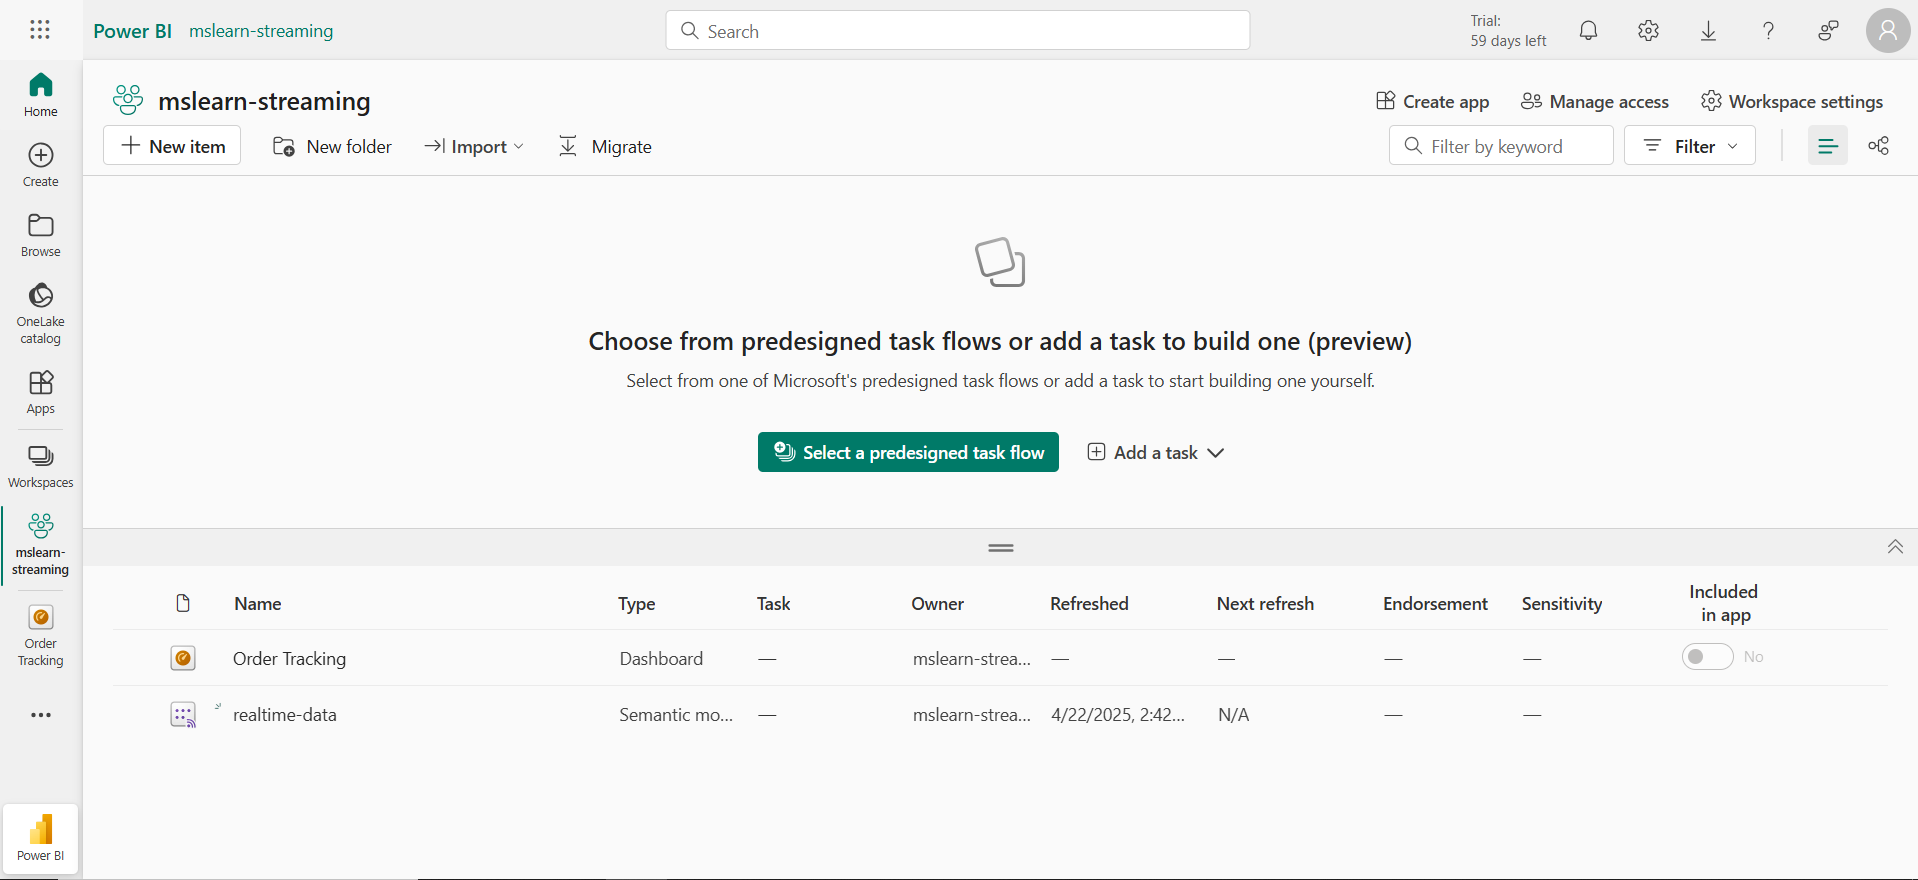 Power BI mslearn-streaming
Search
Trial:
59 days left
Home
Create
Browse
OneLake
catalog
Apps
Workspaces
mslearn-
streaming
Order
Tracking
Power BI
mslearn-streaming
Create app
Manage access
Workspace settings
New item
New folder
Import
Migrate
Filter by keyword
Filter
Choose from predesigned task flows or add a task to build one (preview)
Select from one of Microsoft's predesigned task flows or add a task to start building one yourself.
Select a predesigned task flow
Add a task
Name Type Task Owner Refreshed Next refresh Endorsement Sensitivity Included
in app
Order Tracking Dashboard — mslearn-strea... — — — — No
realtime-data Semantic mo... — mslearn-strea... 4/22/2025, 2:42... N/A — —